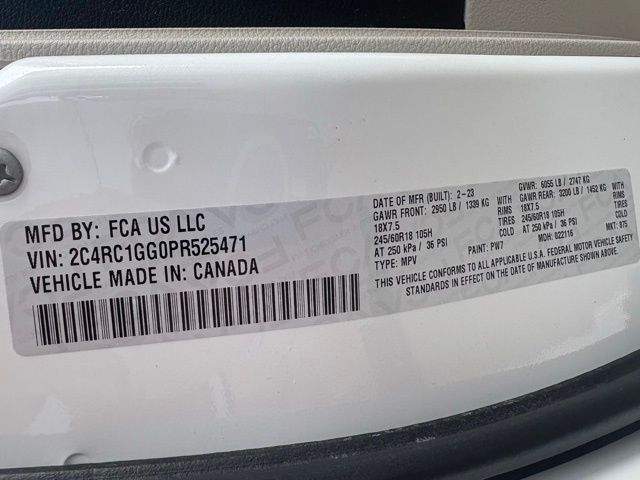 MFD BY: FCA US LLC
VIN: 2C4RC1GG0PR525471
VEHICLE MADE IN: CANADA
DATE OF MFR (BUILT): 2-23 GVWR: 6055 LB / 2747 KG
GAWR FRONT: 2950 LB / 1339 KG WITH GAWR REAR: 3200 LB / 1452 KG WITH
18X7.5 RIMS 18X7.5 RIMS
245/60R18 105H TIRES 245/60R18 105H TIRES
AT 250 kPa / 36 PSI COLD AT 250 kPa / 36 PSI COLD
TYPE: MPV PAINT: PW7 MDH: 022116 MKT: 875
THIS VEHICLE CONFORMS TO ALL APPLICABLE U.S.A. FEDERAL MOTOR VEHICLE SAFETY
STANDARDS IN EFFECT ON THE DATE OF MANUFACTURE SHOWN ABOVE.